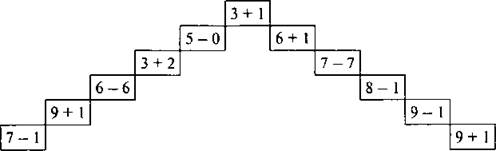 3 + 1
5 – 0 6 + 1
3 + 2 7 – 7
6 – 6 8 – 1
9 + 1 9 – 1
7 – 1 9 + 1